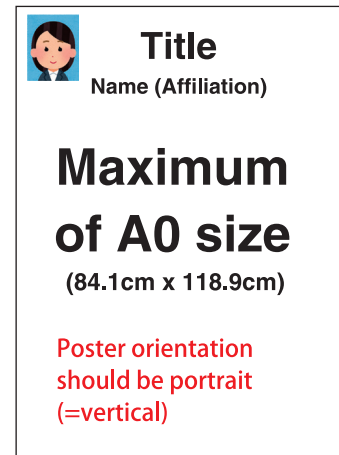 Title
Name (Affiliation)
Maximum
of A0 size
(84.1cm x 118.9cm)
Poster orientation
should be portrait
(=vertical)